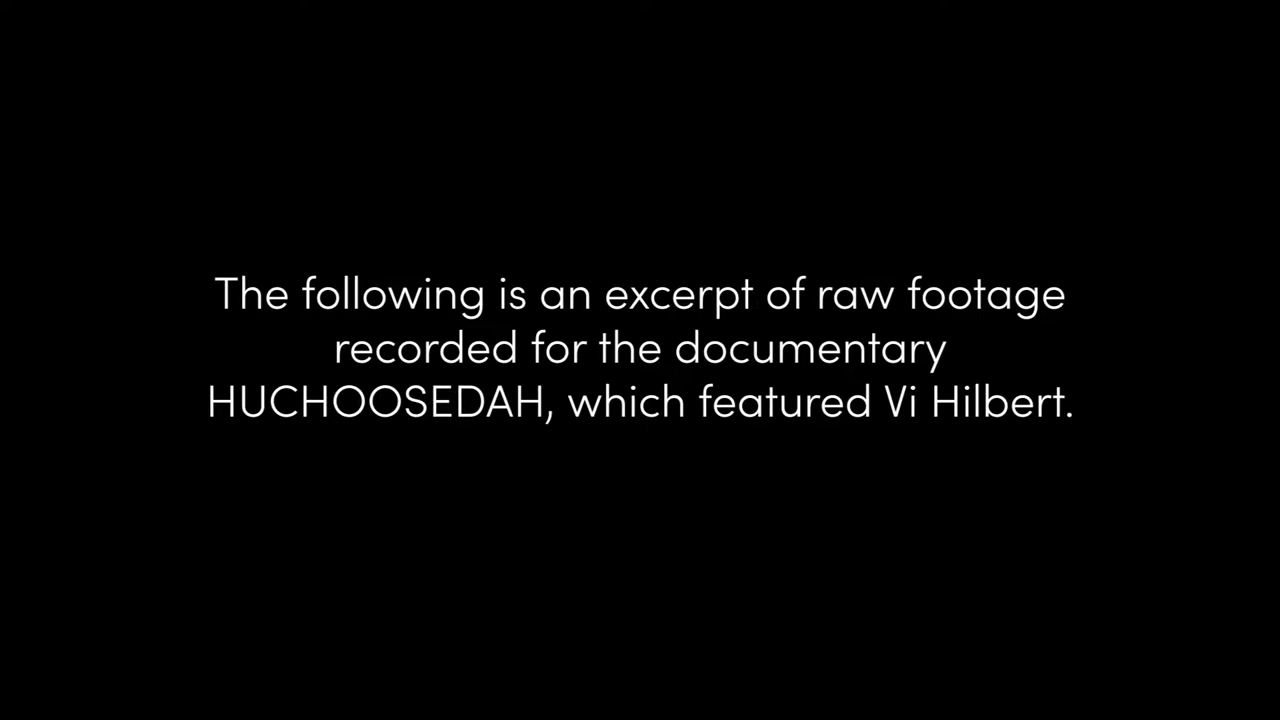 The following is an excerpt of raw footage
recorded for the documentary
HUCHOOSEDAH, which featured Vi Hilbert.